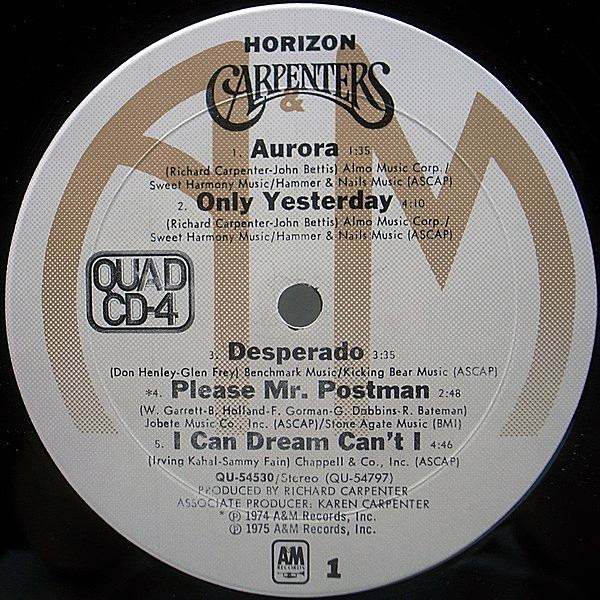 HORIZON
CARPENTERS
&
1. Aurora 1:35
(Richard Carpenter-John Bettis) Almo Music Corp./
Sweet Harmony Music/Hammer & Nails Music (ASCAP)
2. Only Yesterday 4:10
(Richard Carpenter-John Bettis) Almo Music Corp./
Sweet Harmony Music/Hammer & Nails Music (ASCAP)
QUAD
CD-4
3. Desperado 3:35
(Don Henley-Glen Frey) Benchmark Music/Kicking Bear Music (ASCAP)
*4. Please Mr. Postman 2:48
(W. Garrett-B. Holland-F. Gorman-G. Dobbins-R. Bateman)
Jobete Music Co., Inc. (ASCAP)/Stone Agate Music (BMI)
5. I Can Dream Can't I 4:46
(Irving Kahal-Sammy Fain) Chappell & Co., Inc. (ASCAP)
QU-54530/Stereo (QU-54797)
PRODUCED BY RICHARD CARPENTER
ASSOCIATE PRODUCER: KAREN CARPENTER
* ℗ 1974 A&M Records, Inc.
℗ 1975 A&M Records, Inc.
AM
RECORDS
1